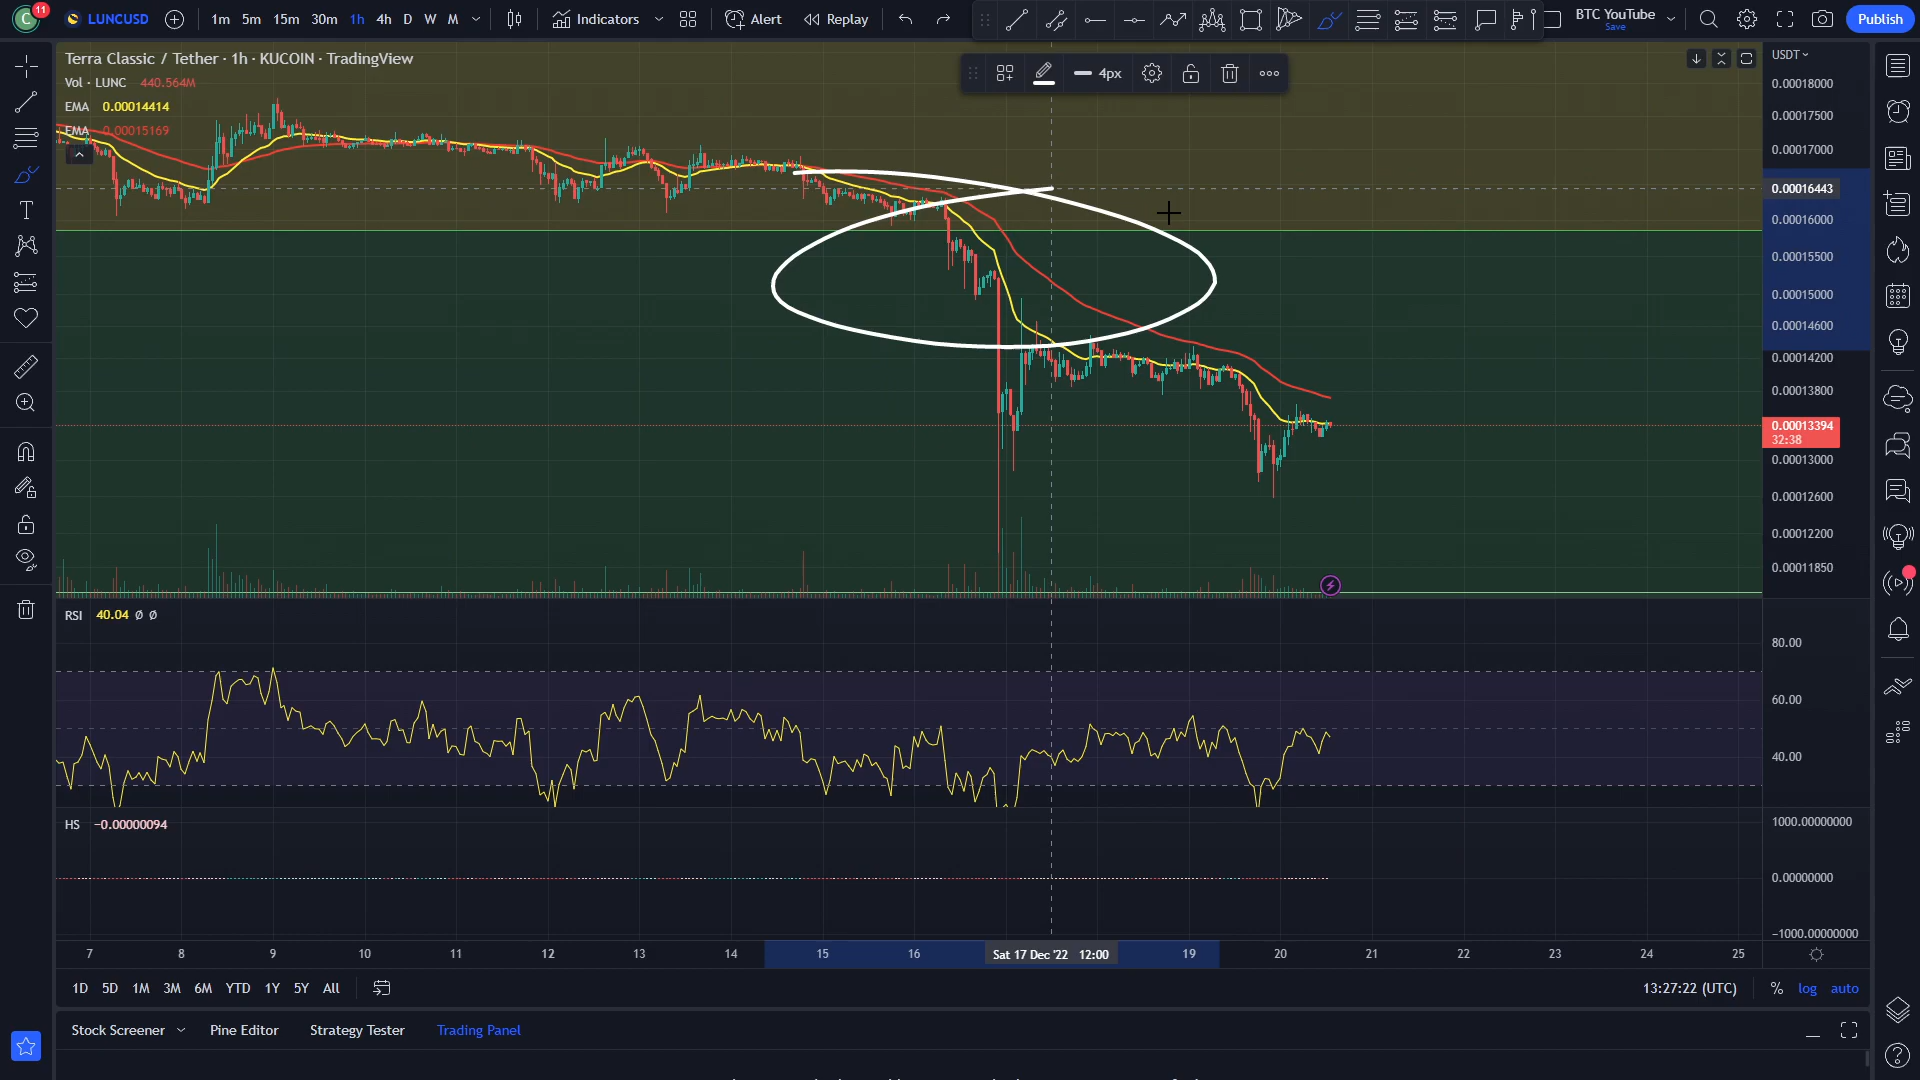 C 11 LUNCUSD 1m 5m 15m 30m 1h 4h D W M Indicators Alert Replay BTC YouTube Save Publish
Terra Classic / Tether · 1h · KUCOIN · TradingView
Vol · LUNC 440.564M
EMA 0.00014414
EMA 0.00015169
4px
USDT
0.00018000
0.00017500
0.00017000
0.00016443
0.00016000
0.00015500
0.00015000
0.00014600
0.00014200
0.00013800
0.00013394
32:38
0.00013000
0.00012600
0.00012200
0.00011850
RSI 40.04 Ø Ø
80.00
60.00
40.00
HS −0.00000094
1000.00000000
0.00000000
−1000.00000000
7 8 9 10 11 12 13 14 15 16 Sat 17 Dec '22 12:00 19 20 21 22 23 24 25
1D 5D 1M 3M 6M YTD 1Y 5Y All 13:27:22 (UTC) % log auto
Stock Screener Pine Editor Strategy Tester Trading Panel